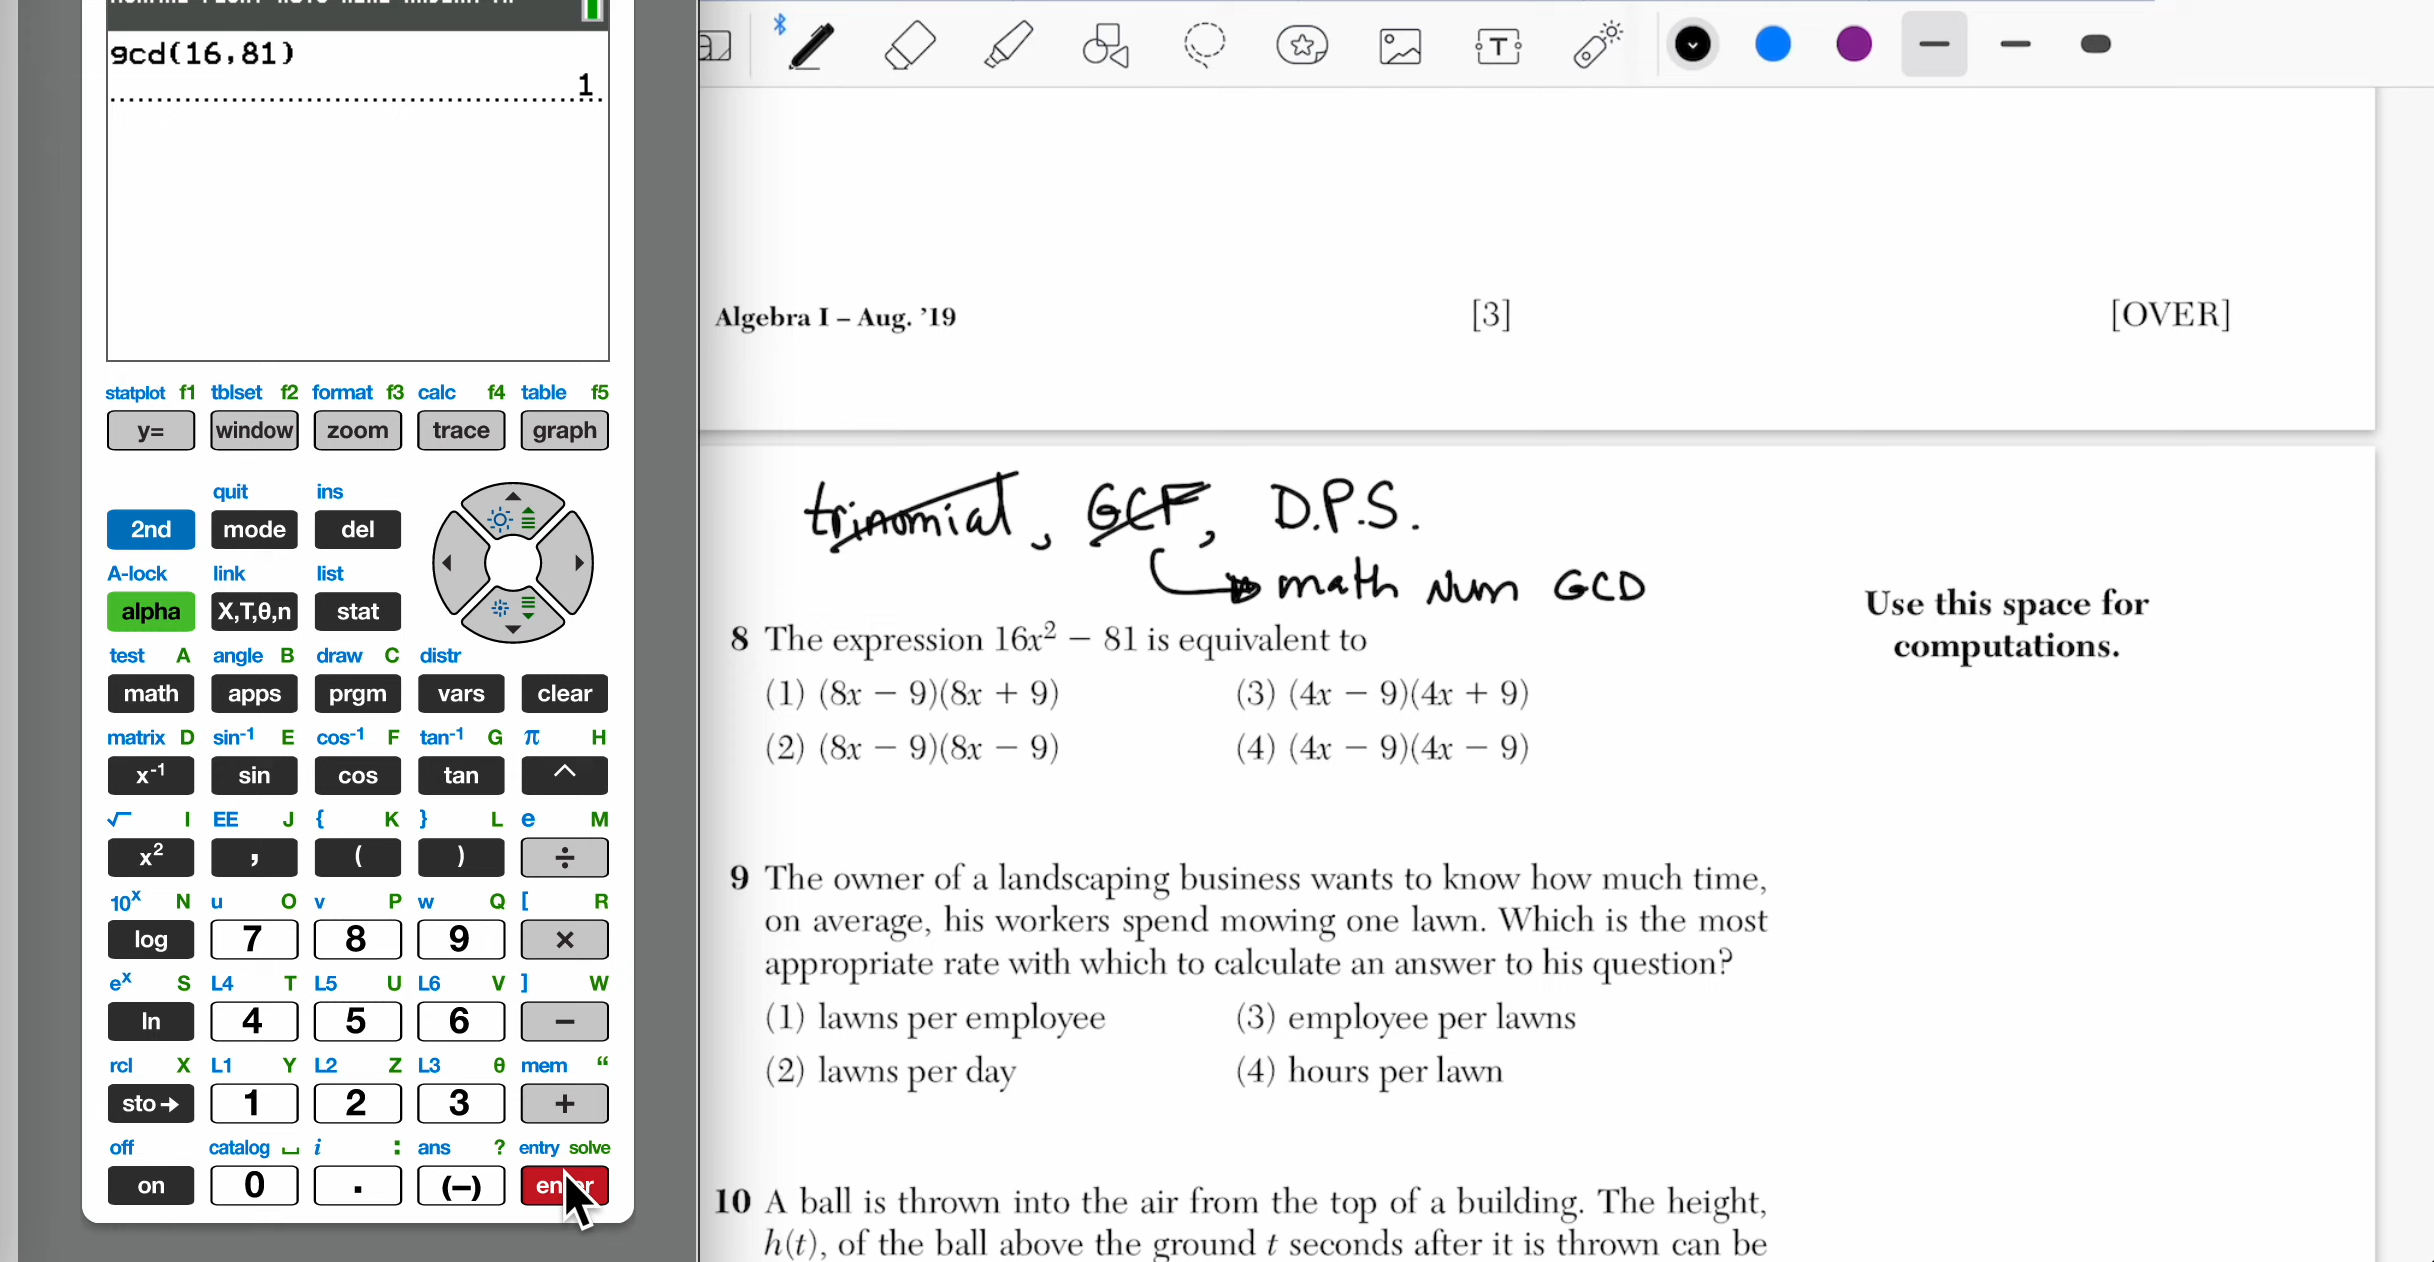 gcd(16,81)
1
statplot f1 tblset f2 format f3 calc f4 table f5
y= window zoom trace graph
quit ins
2nd mode del
A-lock link list
alpha X,T,θ,n stat
test A angle B draw C distr
math apps prgm vars clear
matrix D sin-1 E cos-1 F tan-1 G π H
x-1 sin cos tan ^
√ I EE J { K } L e M
x2 , ( ) ÷
10x N u O v P w Q [ R
log 7 8 9 ×
ex S L4 T L5 U L6 V ] W
ln 4 5 6 −
rcl X L1 Y L2 Z L3 θ mem “
sto→ 1 2 3 +
off catalog ⎵ i : ans ? entry solve
on 0 . (−) enter
T
Algebra I – Aug. ’19 [3] [OVER]
trinomial, GCF, D.P.S.
math Num GCD
Use this space for
computations.
8 The expression 16x² − 81 is equivalent to
(1) (8x − 9)(8x + 9) (3) (4x − 9)(4x + 9)
(2) (8x − 9)(8x − 9) (4) (4x − 9)(4x − 9)
9 The owner of a landscaping business wants to know how much time,
on average, his workers spend mowing one lawn. Which is the most
appropriate rate with which to calculate an answer to his question?
(1) lawns per employee (3) employee per lawns
(2) lawns per day (4) hours per lawn
10 A ball is thrown into the air from the top of a building. The height,
h(t), of the ball above the ground t seconds after it is thrown can be